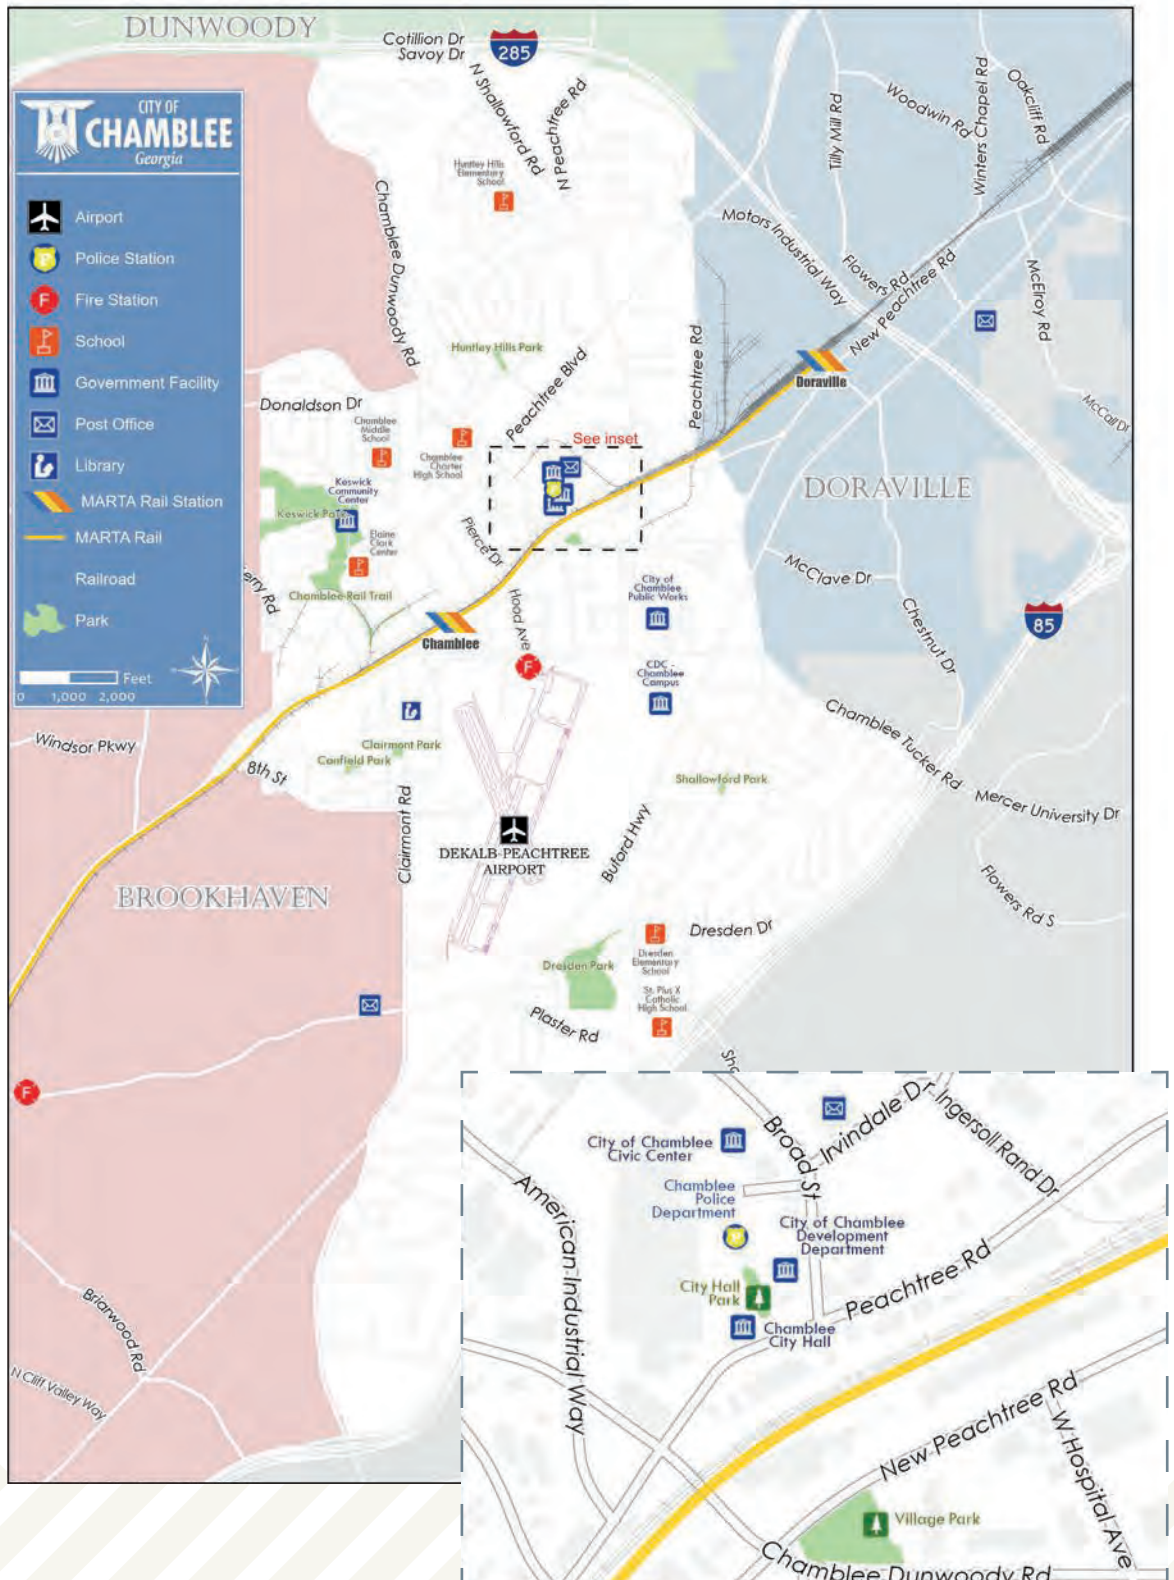 DUNWOODY
Cotillion Dr
Savoy Dr
285
N Shallowford Rd
N Peachtree Rd
Tilly Mill Rd
Woodwin Rd
Winters Chapel Rd
Oakcliff Rd
CITY OF
CHAMBLEE
Georgia
Airport
Police Station
F
Fire Station
School
Government Facility
Post Office
Library
MARTA Rail Station
MARTA Rail
Railroad
Park
Feet
0 1,000 2,000
Huntley Hills
Elementary
School
Chamblee Dunwoody Rd
Motors Industrial Way
Flowers Rd
New Peachtree Rd
McElroy Rd
Huntley Hills Park
Peachtree Blvd
Peachtree Rd
Doraville
Donaldson Dr
Chamblee
Middle
School
Chamblee
Charter
High School
See inset
DORAVILLE
Keswick
Community
Center
Keswick Park
Elaine
Clark
Center
Pierce Dr
Chamblee Rail Trail
erry Rd
Hood Ave
Chamblee
City of
Chamblee
Public Works
McClave Dr
Chestnut Dr
85
F
CDC -
Chamblee
Campus
Windsor Pkwy
8th St
Clairmont Park
Canfield Park
Clairmont Rd
Shallowford Park
Chamblee Tucker Rd
Mercer University Dr
DEKALB-PEACHTREE
AIRPORT
Buford Hwy
BROOKHAVEN
Flowers Rd S
Dresden Dr
Dresden Park
Dresden
Elementary
School
St. Pius X
Catholic
High School
Plaster Rd
Sho
F
Briarwood Rd
N Cliff Valley Way
City of Chamblee
Civic Center
Broad St
Irvindale Dr
Ingersoll Rand Dr
American Industrial Way
Chamblee
Police
Department
City of Chamblee
Development
Department
City Hall
Park
Peachtree Rd
Chamblee
City Hall
New Peachtree Rd
W Hospital Ave
Village Park
Chamblee Dunwoody Rd